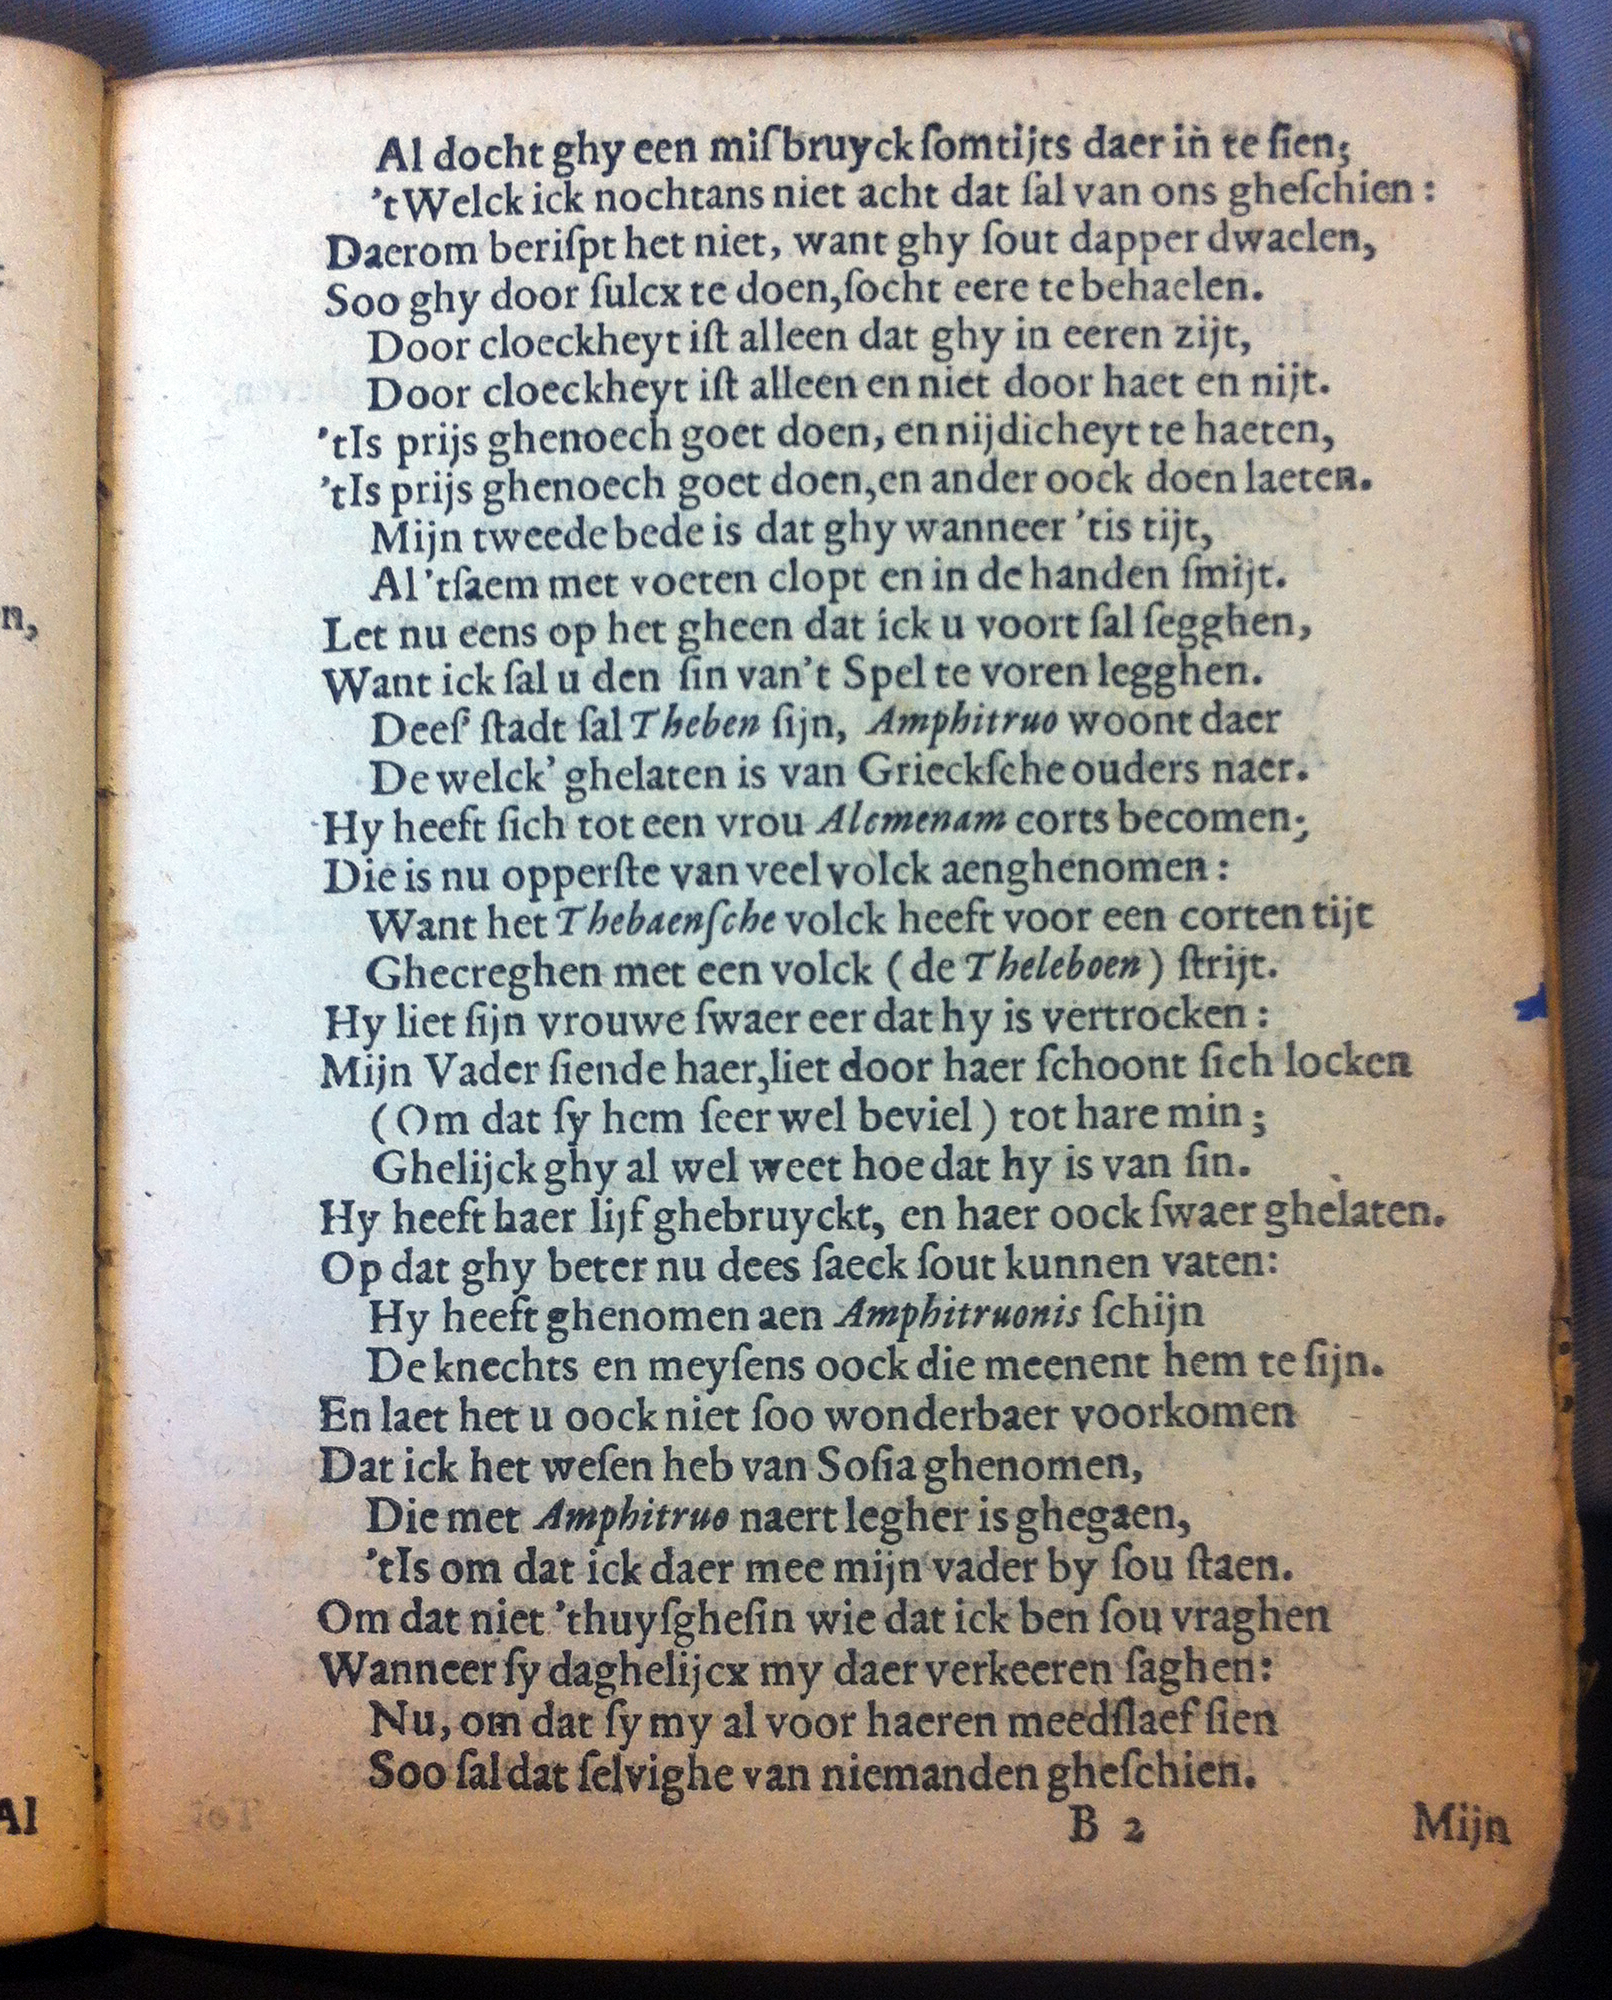 Al docht ghy een miſbruyck ſomtijts daer in te ſien;
'tWelck ick nochtans niet acht dat ſal van ons gheſchien:
Daerom beriſpt het niet, want ghy ſout dapper dwaelen,
Soo ghy door ſulcx te doen, ſocht eere te behaelen.
Door cloeckheyt iſt alleen dat ghy in eeren zijt,
Door cloeckheyt iſt alleen en niet door haet en nijt.
'tIs prijs ghenoech goet doen, en nijdicheyt te haeten,
'tIs prijs ghenoech goet doen, en ander oock doen laeten.
Mijn tweede bede is dat ghy wanneer 'tis tijt,
Al 'tſaem met voeten clopt en in de handen ſmijt.
Let nu eens op het gheen dat ick u voort ſal ſegghen,
Want ick ſal u den ſin van't Spel te voren legghen.
Deeſ' ſtadt ſal Theben ſijn, Amphitruo woont daer
De welck' ghelaten is van Grieckſche ouders naer.
Hy heeft ſich tot een vrou Alcmenam corts becomen;
Die is nu opperſte van veel volck aenghenomen:
Want het Thebaenſche volck heeft voor een corten tijt
Ghecreghen met een volck (de Theleboen) ſtrijt.
Hy liet ſijn vrouwe ſwaer eer dat hy is vertrocken:
Mijn Vader ſiende haer, liet door haer ſchoont ſich locken
(Om dat ſy hem ſeer wel beviel) tot hare min;
Ghelijck ghy al wel weet hoe dat hy is van ſin.
Hy heeft haer lijf ghebruyckt, en haer oock ſwaer ghelaten.
Op dat ghy beter nu dees ſaeck ſout kunnen vaten:
Hy heeft ghenomen aen Amphitruonis ſchijn
De knechts en meyſens oock die meenent hem te ſijn.
En laet het u oock niet ſoo wonderbaer voorkomen
Dat ick het weſen heb van Soſia ghenomen,
Die met Amphitruo naert legher is ghegaen,
'tIs om dat ick daer mee mijn vader by ſou ſtaen.
Om dat niet 'thuyſgheſin wie dat ick ben ſou vraghen
Wanneer ſy daghelijcx my daer verkeeren ſaghen:
Nu, om dat ſy my al voor haeren meedſlaef ſien
Soo ſal dat ſelvighe van niemanden gheſchien.
B 2 Mijn
n,
Al